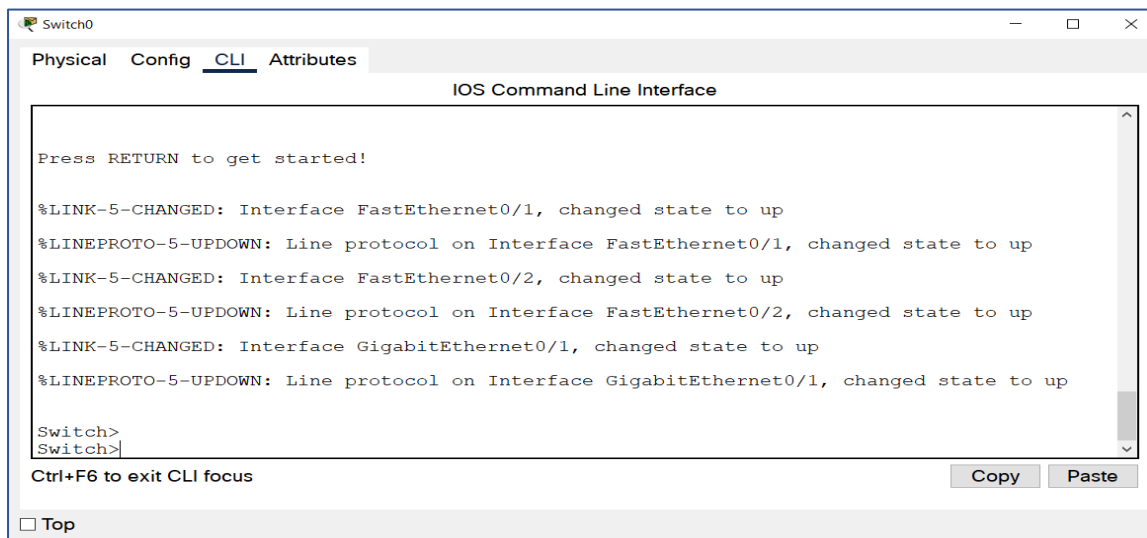 Switch0
Physical Config CLI Attributes
IOS Command Line Interface
Press RETURN to get started!
%LINK-5-CHANGED: Interface FastEthernet0/1, changed state to up
%LINEPROTO-5-UPDOWN: Line protocol on Interface FastEthernet0/1, changed state to up
%LINK-5-CHANGED: Interface FastEthernet0/2, changed state to up
%LINEPROTO-5-UPDOWN: Line protocol on Interface FastEthernet0/2, changed state to up
%LINK-5-CHANGED: Interface GigabitEthernet0/1, changed state to up
%LINEPROTO-5-UPDOWN: Line protocol on Interface GigabitEthernet0/1, changed state to up
Switch>
Switch>
Ctrl+F6 to exit CLI focus
Copy Paste
Top